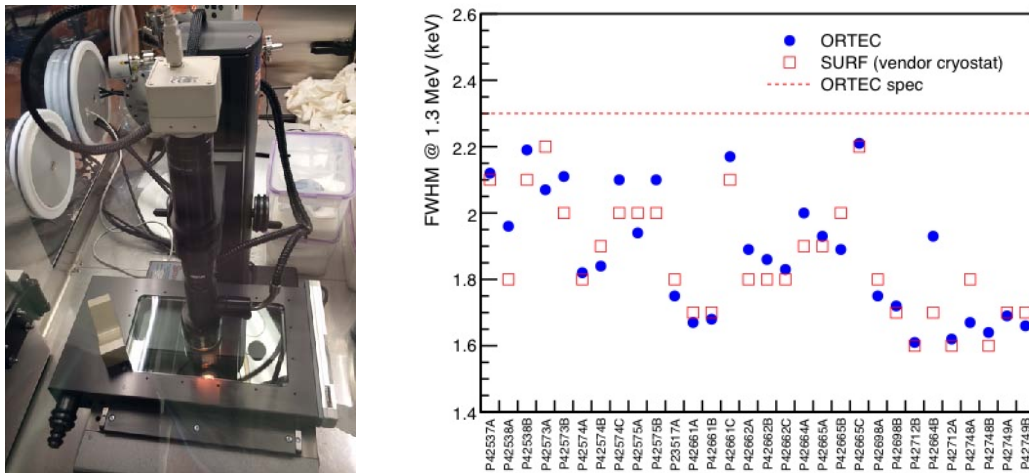 2.6
ORTEC
SURF (vendor cryostat)
ORTEC spec
2.4
2.2
2
1.8
1.6
1.4
FWHM @ 1.3 MeV (keV)
P42537A
P42538A
P42538B
P42573A
P42573B
P42574A
P42574B
P42574C
P42575A
P42575B
P23517A
P42661A
P42661B
P42661C
P42662A
P42662B
P42662C
P42664A
P42665A
P42665B
P42665C
P42698A
P42698B
P42712B
P42664B
P42712A
P42748A
P42748B
P42749A
P42749B